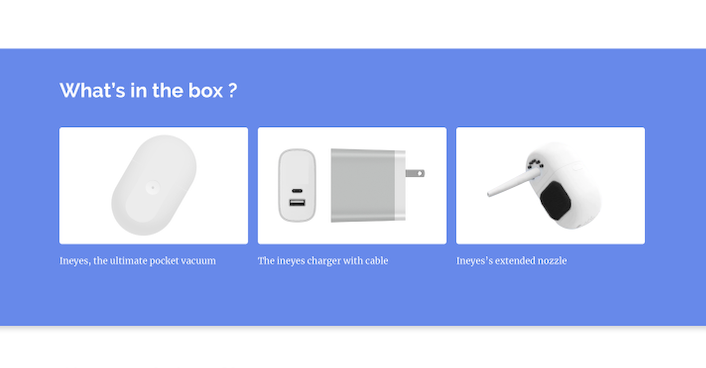 What's in the box ?
Ineyes, the ultimate pocket vacuum
The ineyes charger with cable
Ineyes's extended nozzle